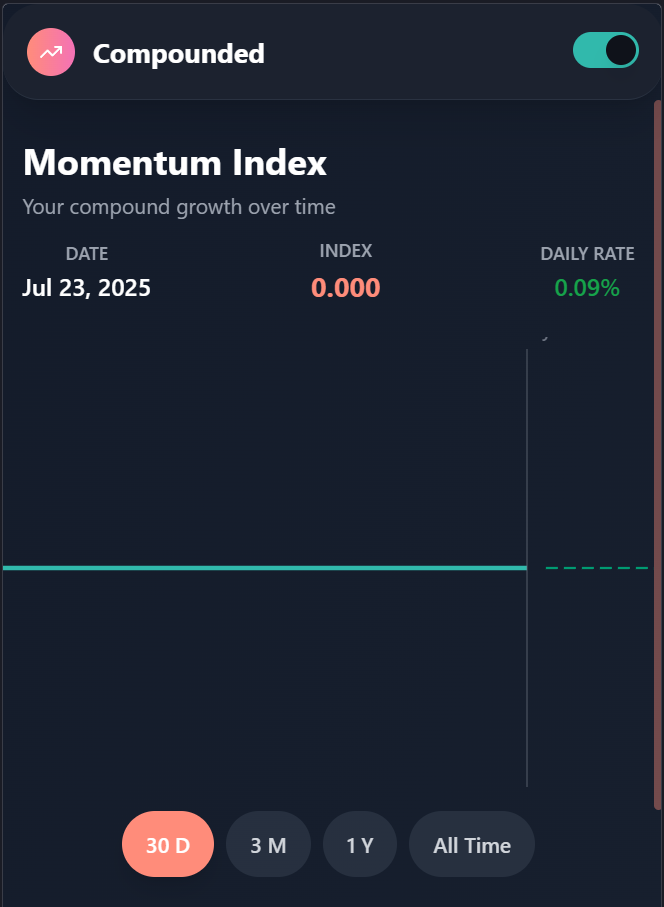 Compounded
Momentum Index
Your compound growth over time
DATE
INDEX
DAILY RATE
Jul 23, 2025
0.000
0.09%
30 D
3 M
1 Y
All Time